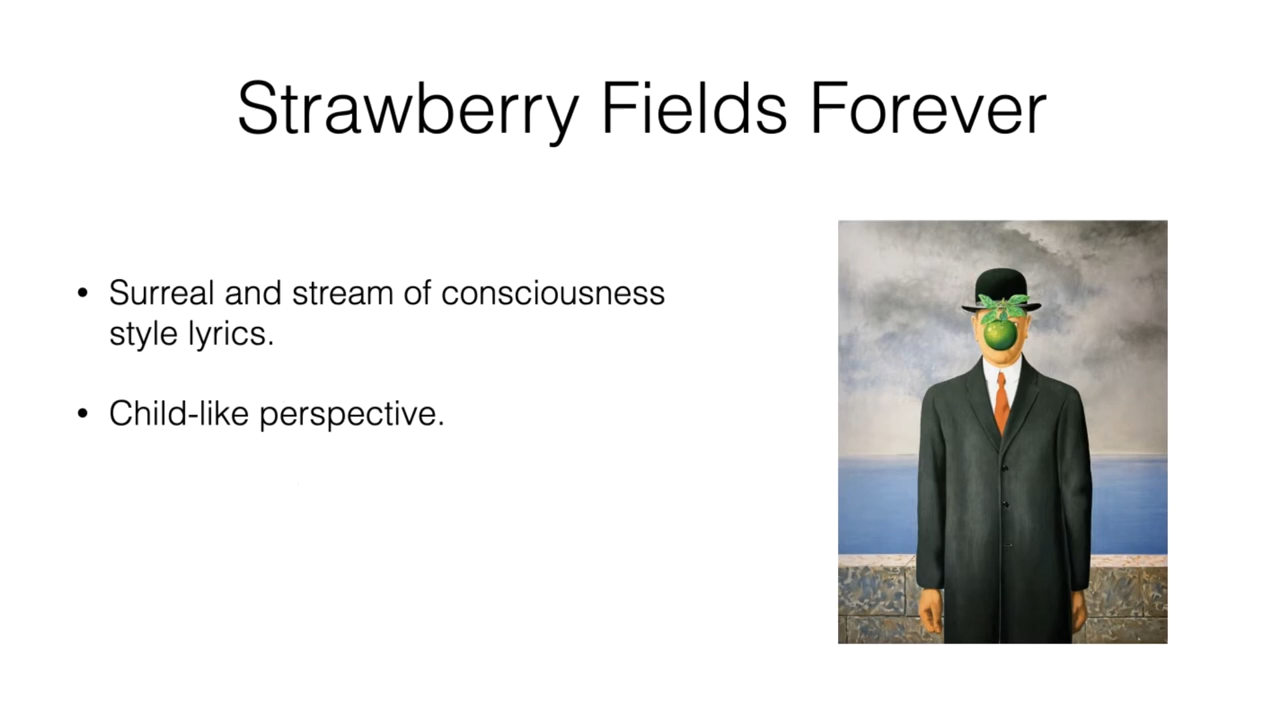 Strawberry Fields Forever
• Surreal and stream of consciousness
style lyrics.
• Child-like perspective.